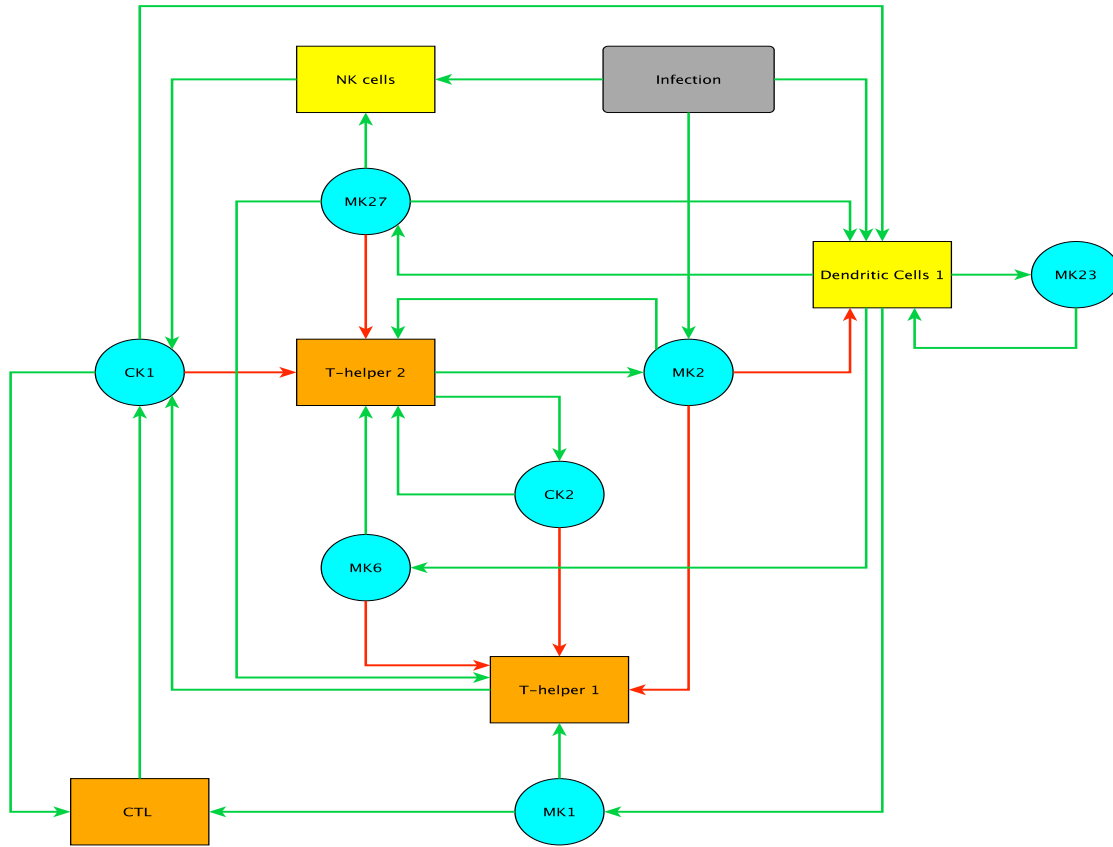 NK cells
Infection
MK27
Dendritic Cells 1
MK23
CK1
T-helper 2
MK2
CK2
MK6
T-helper 1
CTL
MK1